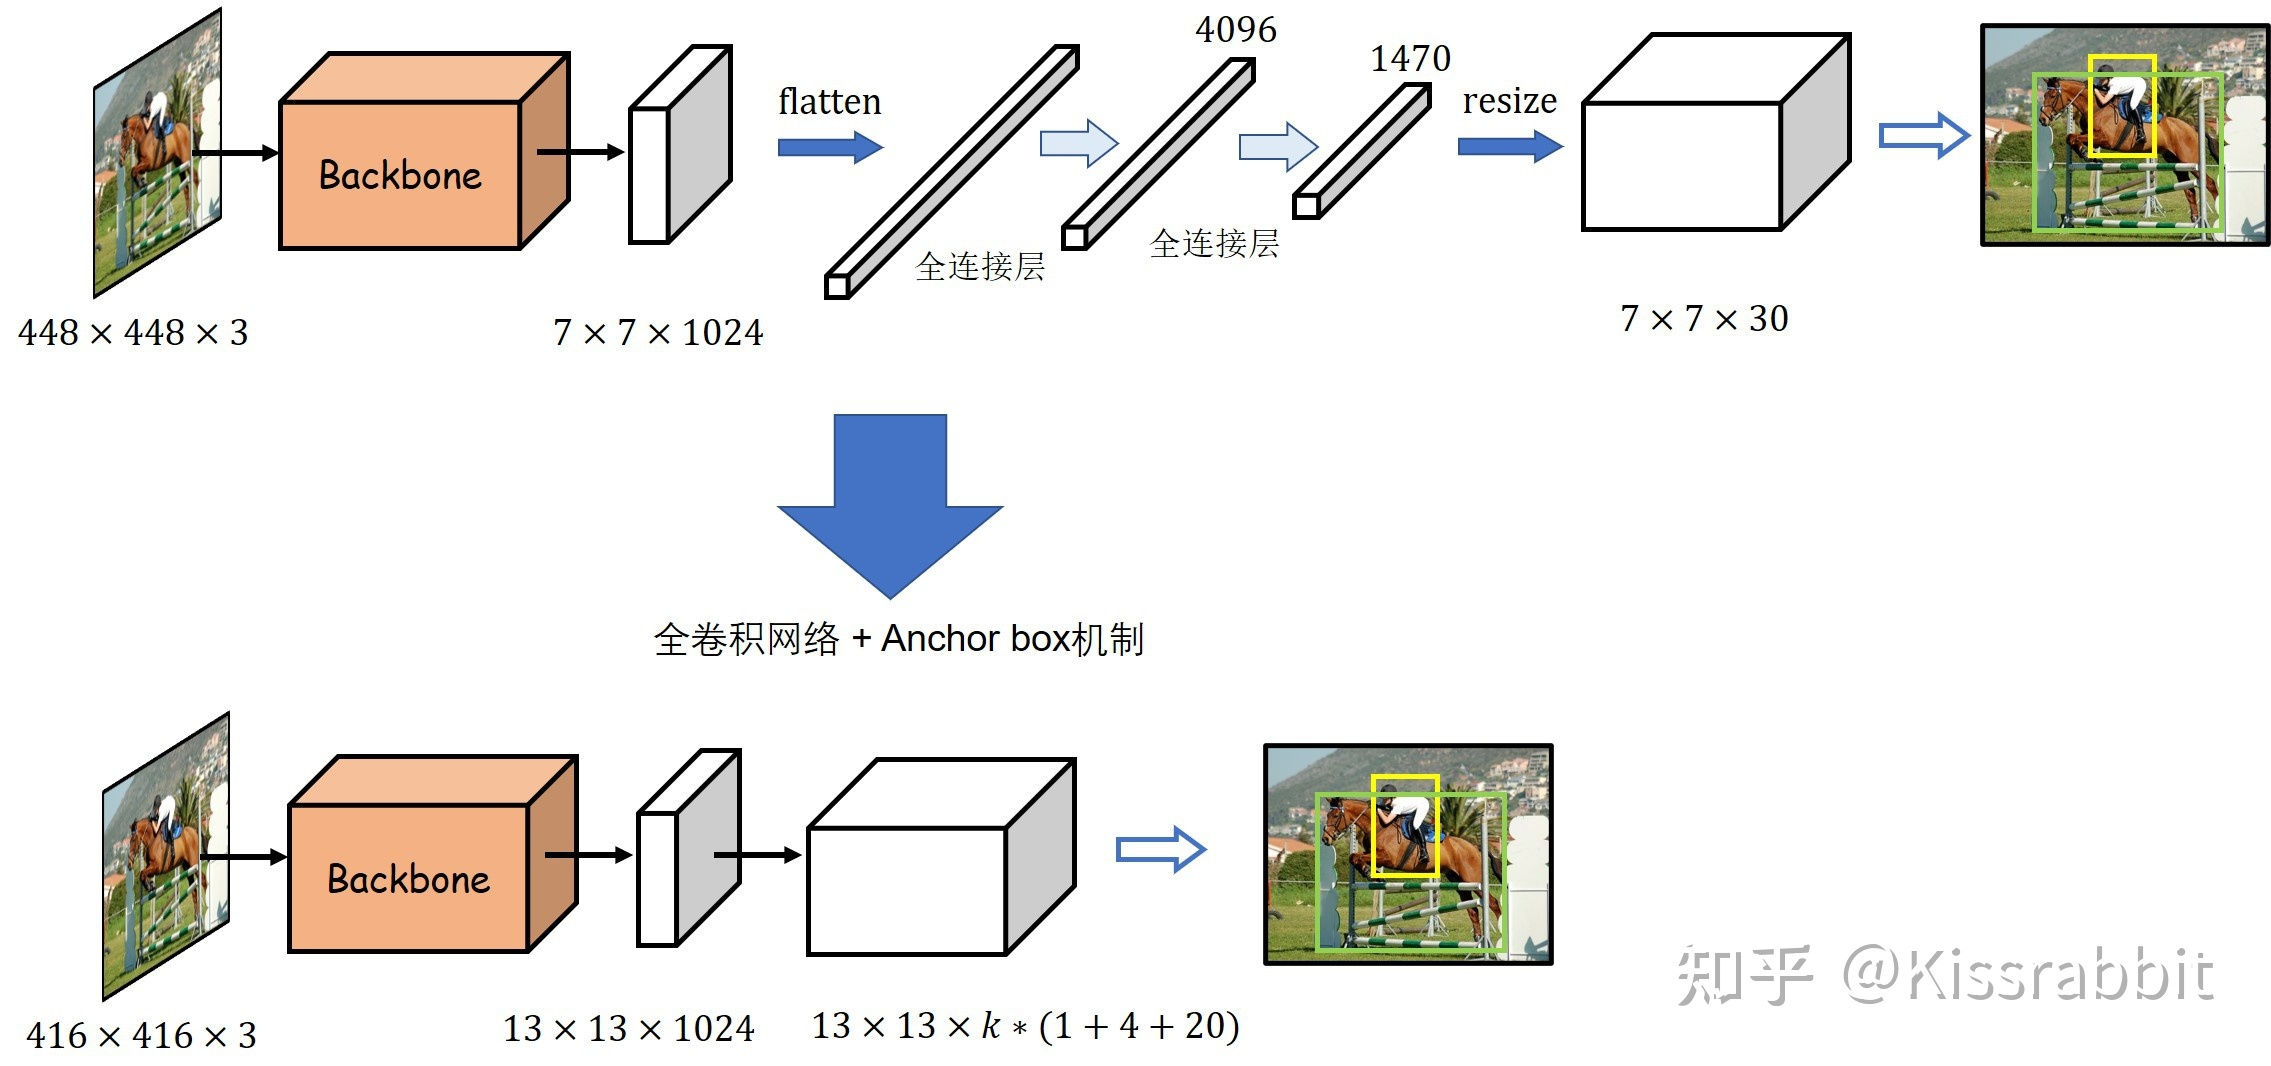 4096
1470
flatten
resize
Backbone
全连接层
全连接层
448 × 448 × 3
7 × 7 × 1024
7 × 7 × 30
全卷积网络 + Anchor box机制
Backbone
知乎 @Kissrabbit
416 × 416 × 3
13 × 13 × 1024
13 × 13 × k ∗ (1 + 4 + 20)